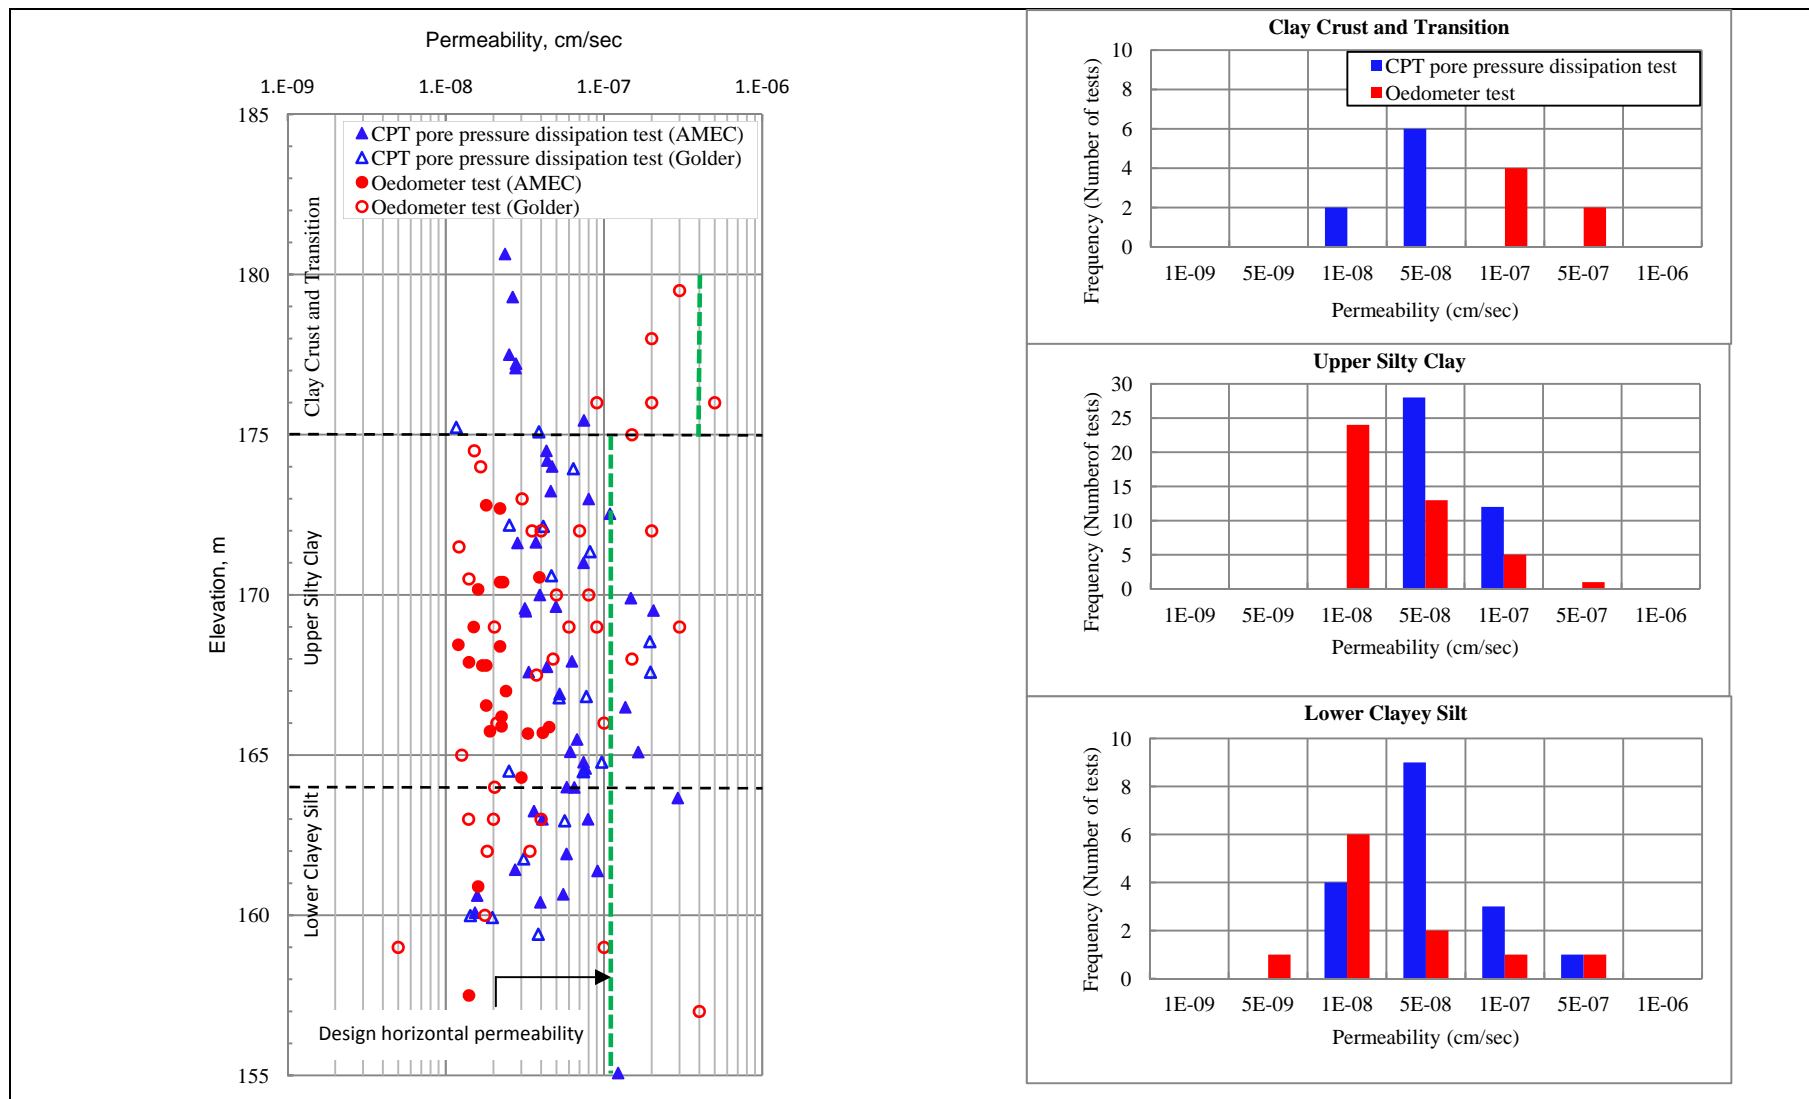 Permeability, cm/sec
1.E-09 1.E-08 1.E-07 1.E-06
CPT pore pressure dissipation test (AMEC)
CPT pore pressure dissipation test (Golder)
Oedometer test (AMEC)
Oedometer test (Golder)
185
180
175
170
165
160
155
Elevation, m
Clay Crust and Transition
Upper Silty Clay
Lower Clayey Silt
Design horizontal permeability
Clay Crust and Transition
CPT pore pressure dissipation test
Oedometer test
Frequency (Number of tests)
10
8
6
4
2
0
1E-09 5E-09 1E-08 5E-08 1E-07 5E-07 1E-06
Permeability (cm/sec)
Upper Silty Clay
Frequency (Numberof tests)
30
25
20
15
10
5
0
1E-09 5E-09 1E-08 5E-08 1E-07 5E-07 1E-06
Permeability (cm/sec)
Lower Clayey Silt
Frequency (Number of tests)
10
8
6
4
2
0
1E-09 5E-09 1E-08 5E-08 1E-07 5E-07 1E-06
Permeability (cm/sec)